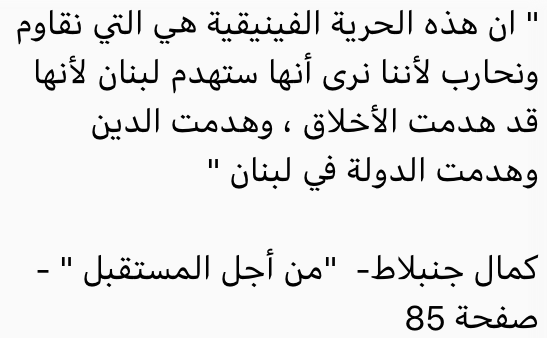 " ان هذه الحرية الفينيقية هي التي نقاوم
ونحارب لأننا نرى أنها ستهدم لبنان لأنها
قد هدمت الأخلاق ، وهدمت الدين
وهدمت الدولة في لبنان "
كمال جنبلاط- "من أجل المستقبل " -
صفحة 85